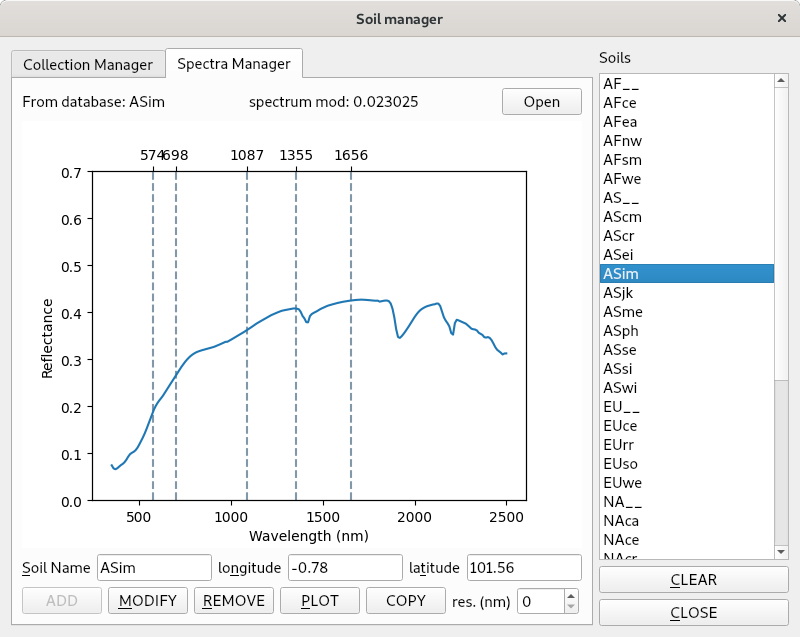 Soil manager
×
Collection Manager
Spectra Manager
Soils
From database: ASim
spectrum mod: 0.023025
Open
574
698
1087
1355
1656
0.7
0.6
0.5
0.4
0.3
0.2
0.1
0.0
Reflectance
500
1000
1500
2000
2500
Wavelength (nm)
Soil Name
ASim
longitude
-0.78
latitude
101.56
ADD
MODIFY
REMOVE
PLOT
COPY
res. (nm)
0
AF__
AFce
AFea
AFnw
AFsm
AFwe
AS__
AScm
AScr
ASei
ASim
ASjk
ASme
ASph
ASse
ASsi
ASwi
EU__
EUce
EUrr
EUso
EUwe
NA__
NAca
NAce
NAcr
CLEAR
CLOSE